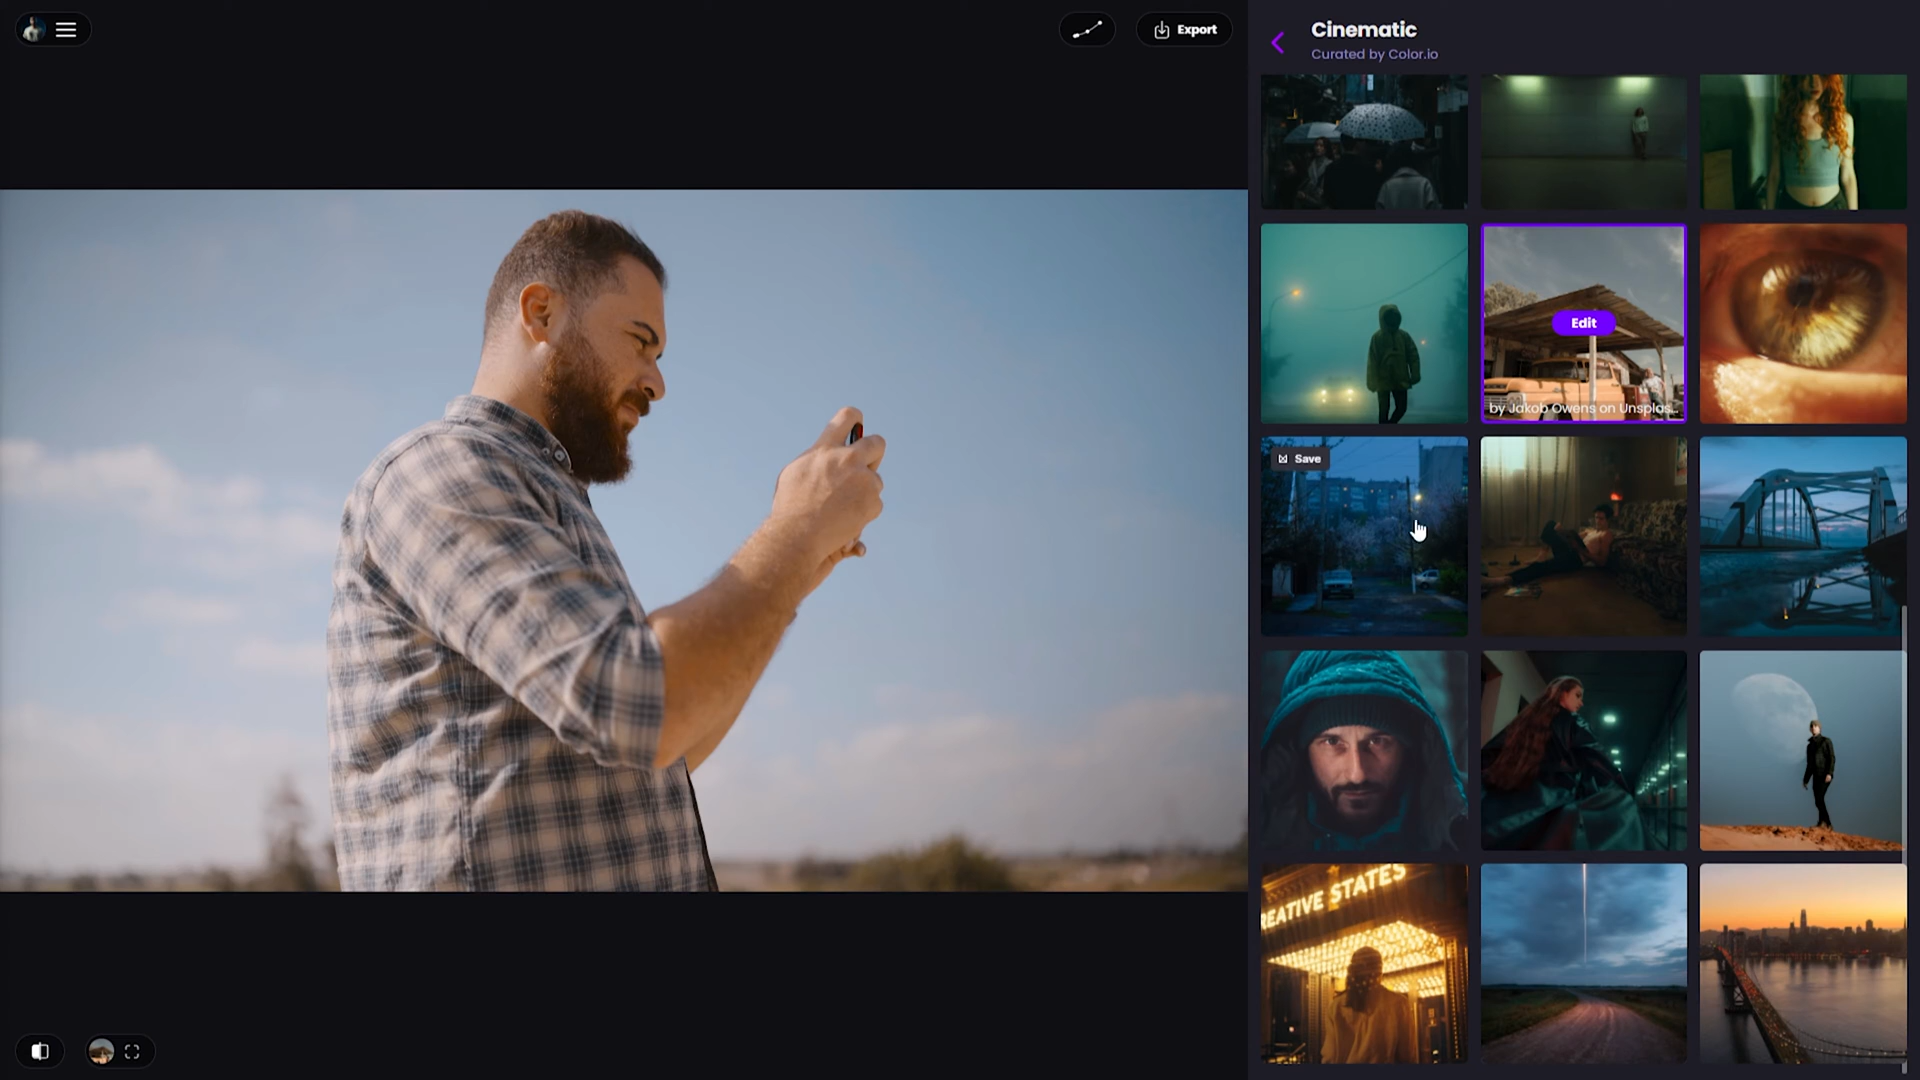 Export
Cinematic
Curated by Color.io
Edit
by Jakob Owens on Unsplas...
Save
REATIVE STATES